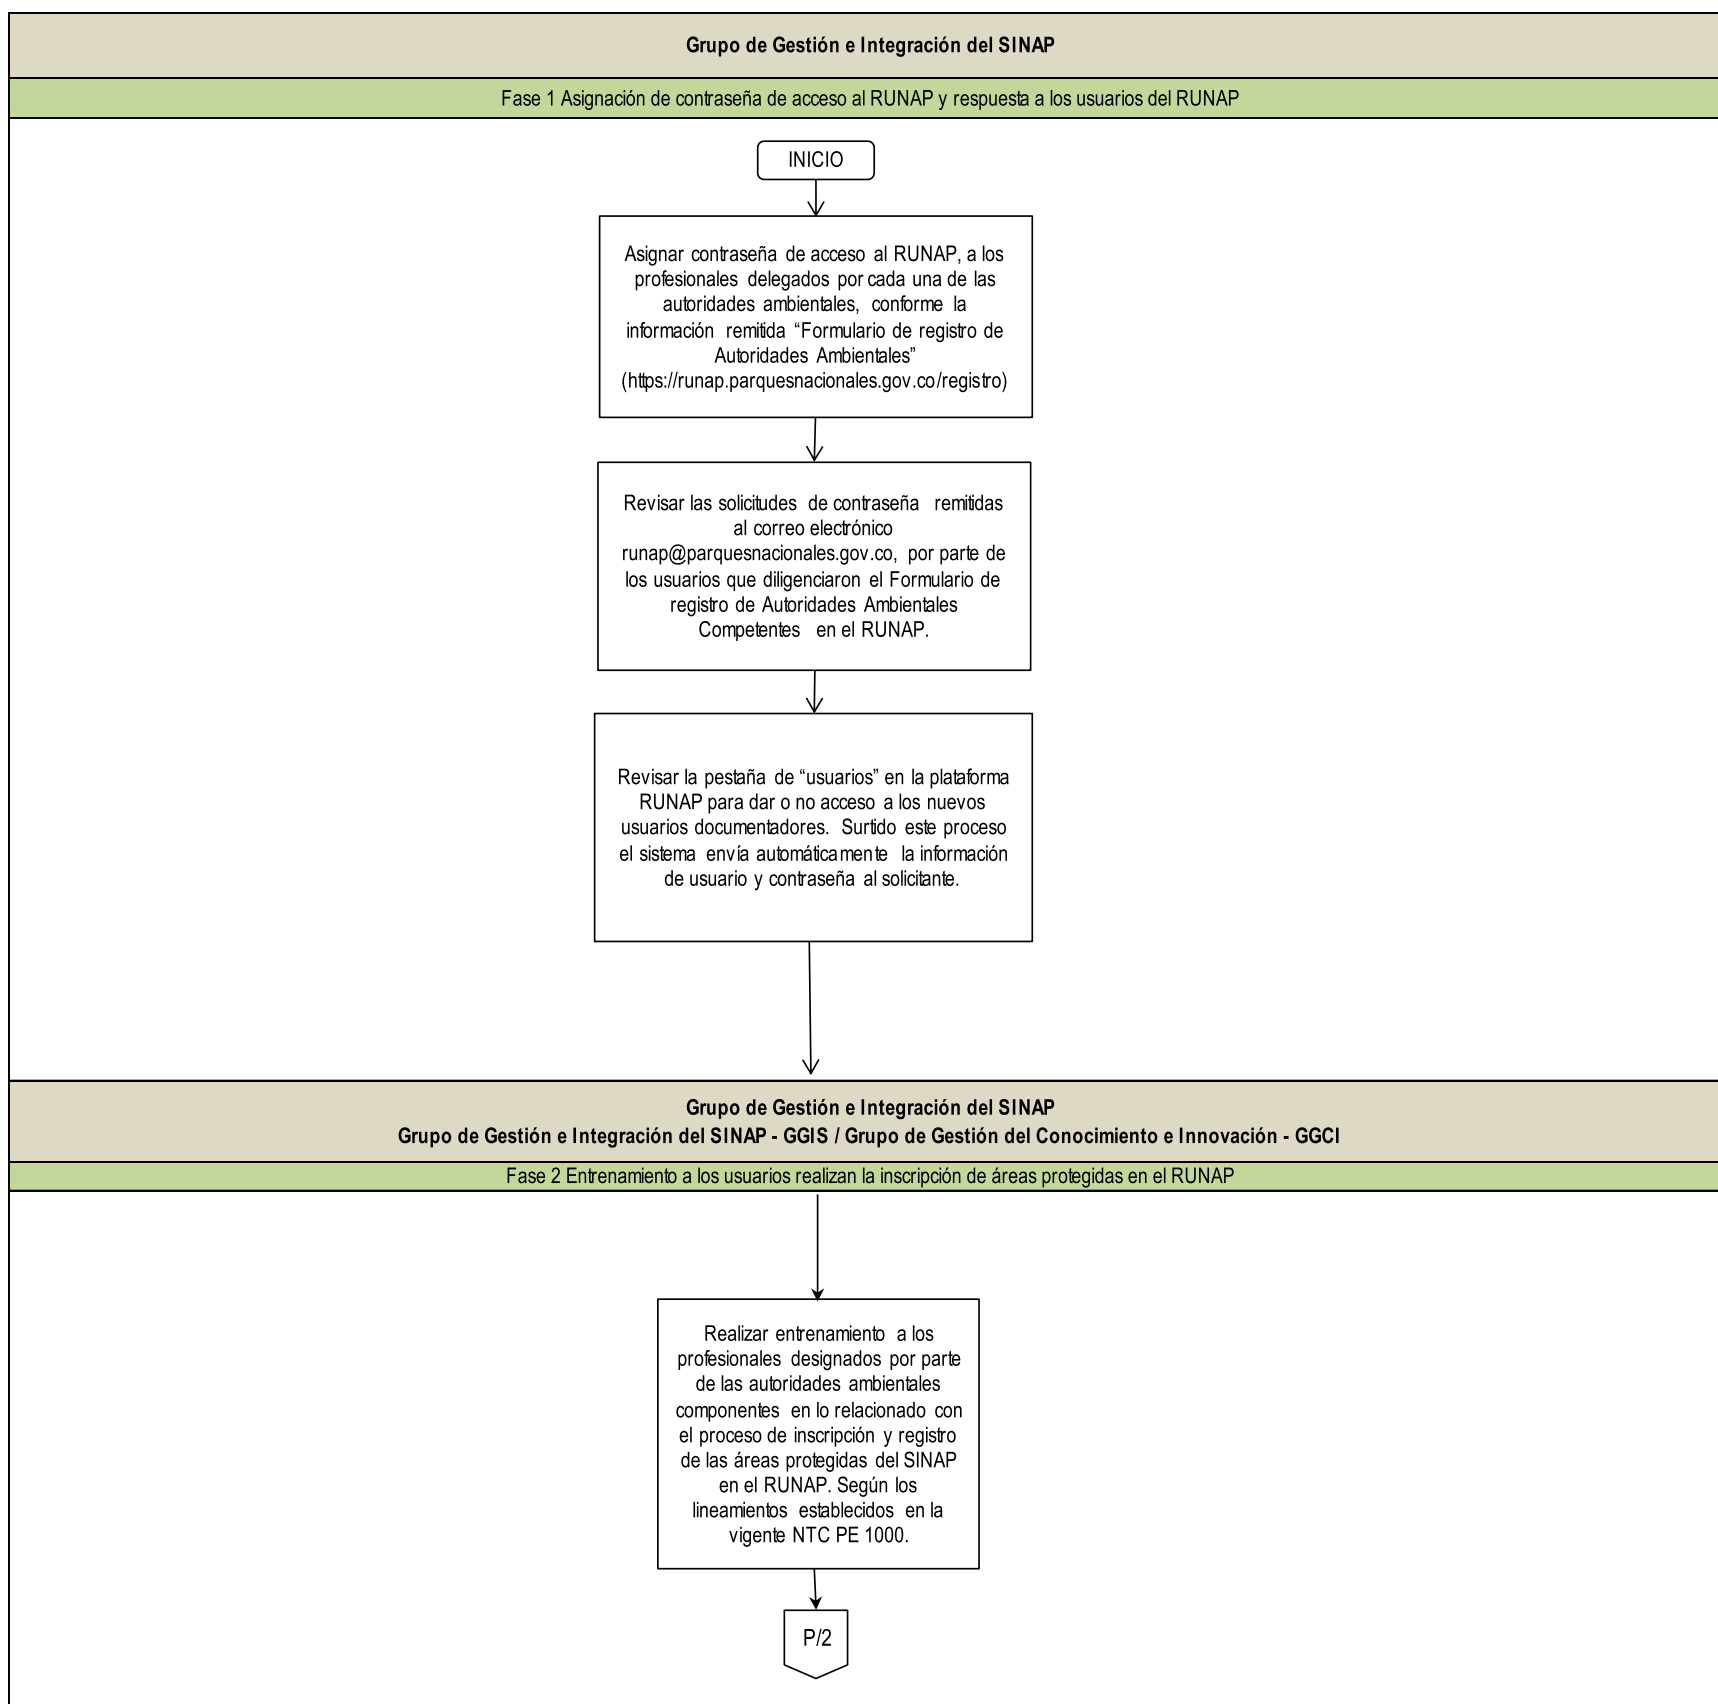 Grupo de Gestión e Integración del SINAP
Fase 1 Asignación de contraseña de acceso al RUNAP y respuesta a los usuarios del RUNAP
INICIO
Asignar contraseña de acceso al RUNAP, a los
profesionales delegados por cada una de las
autoridades ambientales, conforme la
información remitida “Formulario de registro de
Autoridades Ambientales”
(https://runap.parquesnacionales.gov.co/registro)
Revisar las solicitudes de contraseña remitidas
al correo electrónico
runap@parquesnacionales.gov.co, por parte de
los usuarios que diligenciaron el Formulario de
registro de Autoridades Ambientales
Competentes en el RUNAP.
Revisar la pestaña de “usuarios” en la plataforma
RUNAP para dar o no acceso a los nuevos
usuarios documentadores. Surtido este proceso
el sistema envía automáticamente la información
de usuario y contraseña al solicitante.
Grupo de Gestión e Integración del SINAP
Grupo de Gestión e Integración del SINAP - GGIS / Grupo de Gestión del Conocimiento e Innovación - GGCI
Fase 2 Entrenamiento a los usuarios realizan la inscripción de áreas protegidas en el RUNAP
Realizar entrenamiento a los
profesionales designados por parte
de las autoridades ambientales
componentes en lo relacionado con
el proceso de inscripción y registro
de las áreas protegidas del SINAP
en el RUNAP. Según los
lineamientos establecidos en la
vigente NTC PE 1000.
P/2